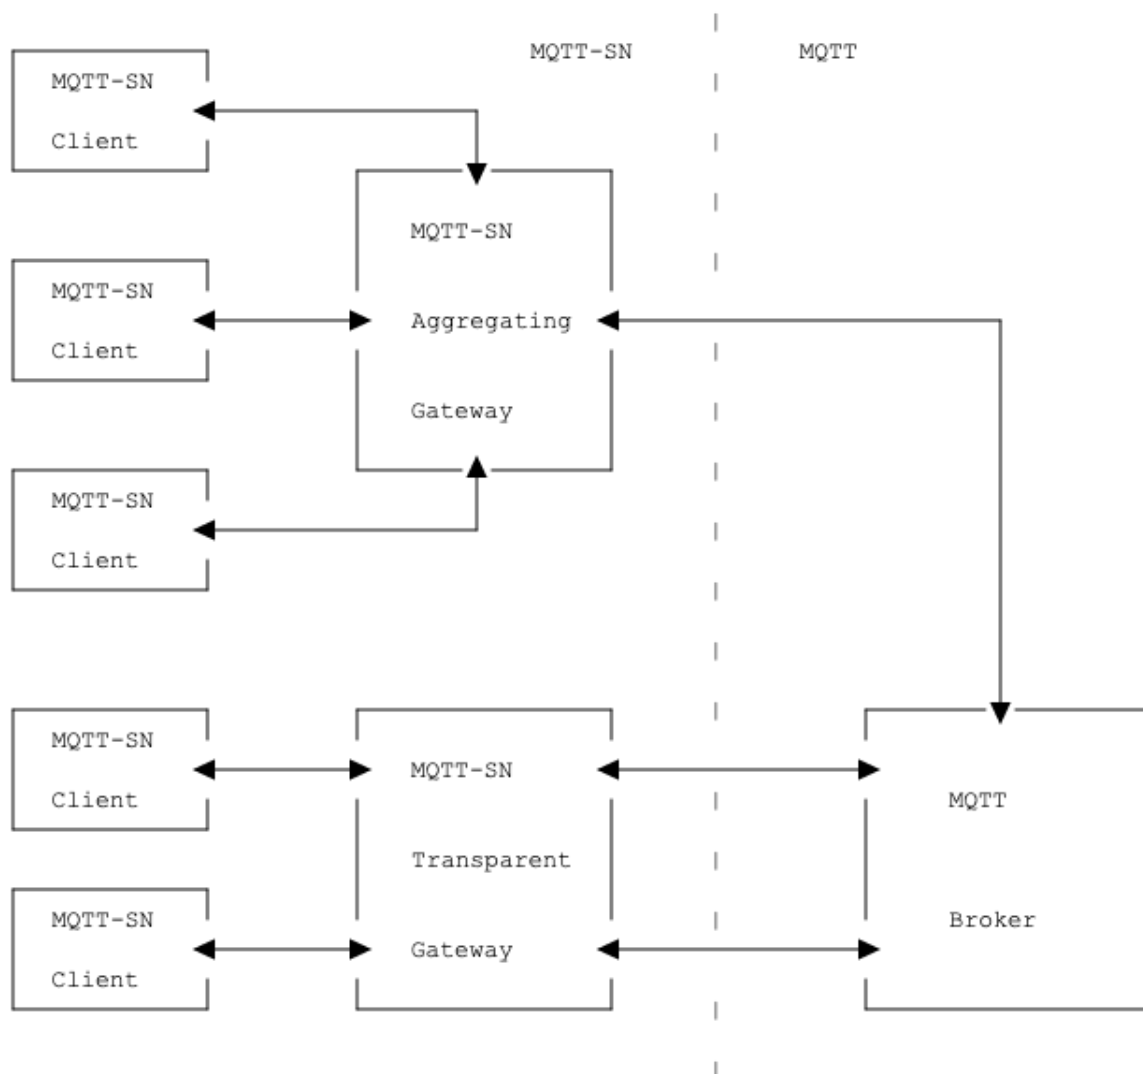 MQTT-SN
MQTT
MQTT-SN
Client
MQTT-SN
Aggregating
Gateway
MQTT-SN
Client
MQTT-SN
Client
MQTT-SN
Client
MQTT-SN
Transparent
Gateway
MQTT-SN
Client
MQTT
Broker